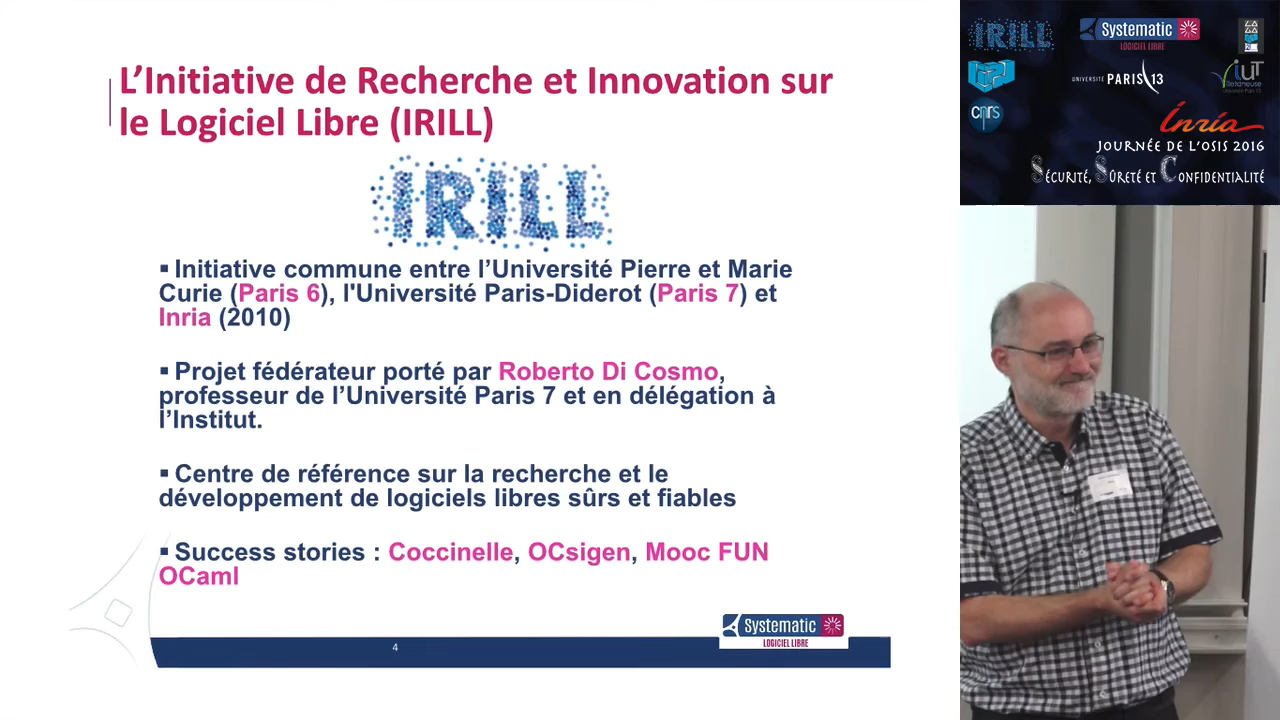 L’Initiative de Recherche et Innovation sur
le Logiciel Libre (IRILL)
IRILL
▪ Initiative commune entre l’Université Pierre et Marie
Curie (Paris 6), l'Université Paris-Diderot (Paris 7) et
Inria (2010)
▪ Projet fédérateur porté par Roberto Di Cosmo,
professeur de l’Université Paris 7 et en délégation à
l’Institut.
▪ Centre de référence sur la recherche et le
développement de logiciels libres sûrs et fiables
▪ Success stories : Coccinelle, OCsigen, Mooc FUN
OCaml
4
Systematic
LOGICIEL LIBRE
IRILL
Systematic
LOGICIEL LIBRE
UNIVERSITÉ PARIS 13
IUT
CNRS
Inria
JOURNÉE DE L'OSIS 2016
SÉCURITÉ, SÛRETÉ ET CONFIDENTIALITÉ